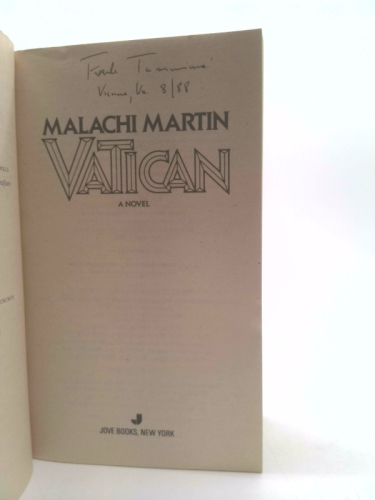 Vienna, Va 8/88
MALACHI MARTIN
VATICAN
A NOVEL
J
JOVE BOOKS, NEW YORK